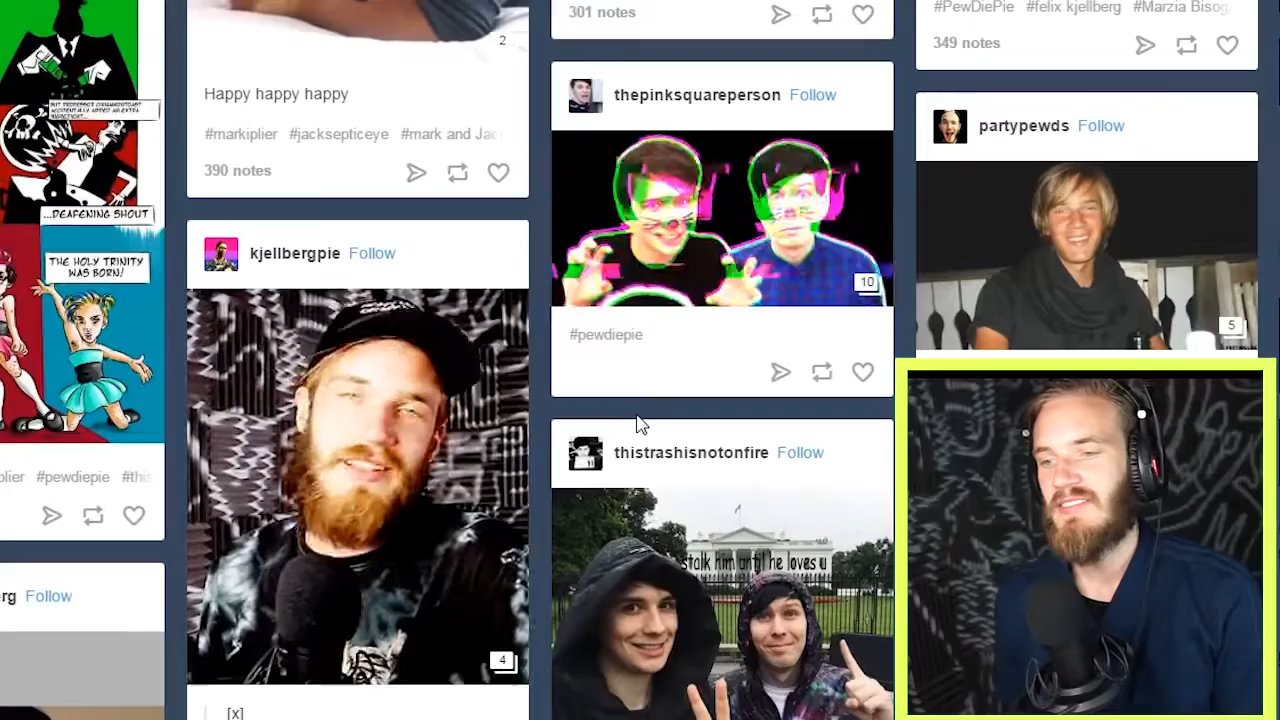 ...DEAFENING SHOUT
THE HOLY TRINITY
WAS BORN!
plier #pewdiepie #this
rg Follow
2
Happy happy happy
#markiplier #jacksepticeye #mark and Jac
390 notes
kjellbergpie Follow
4
[x]
301 notes
thepinksquareperson Follow
10
#pewdiepie
thistrashisnotonfire Follow
stalk him until he loves u
#PewDiePie #felix kjellberg #Marzia Bisog
349 notes
partypewds Follow
5